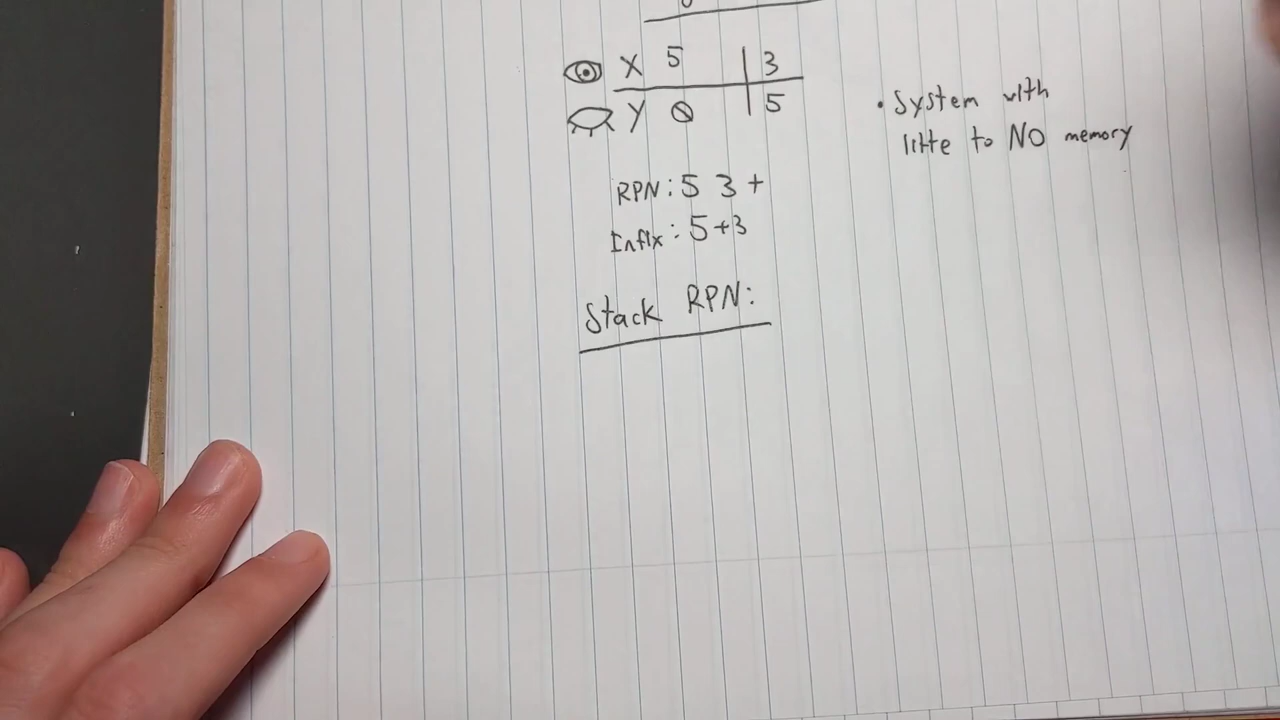 X 5 3
Y 0 5
RPN: 5 3 +
Infix: 5+3
Stack RPN:
• System with
litte to NO memory